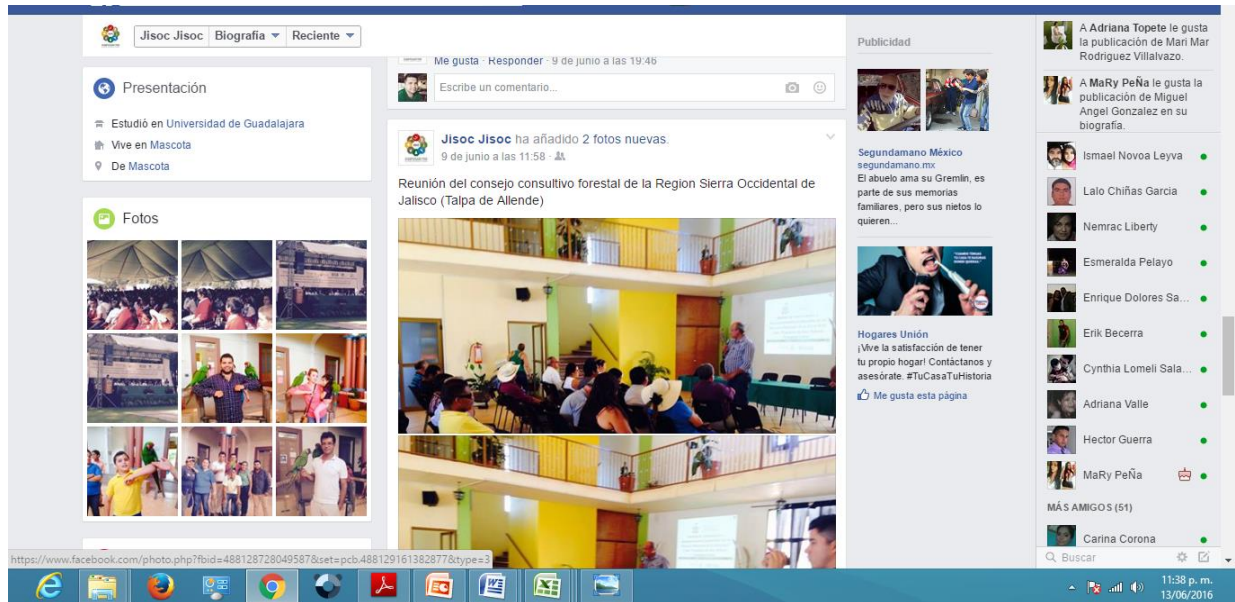 Jisoc Jisoc Biografía Reciente
Presentación
Estudió en Universidad de Guadalajara
Vive en Mascota
De Mascota
Fotos
Me gusta · Responder · 9 de junio a las 19:46
Escribe un comentario...
Jisoc Jisoc ha añadido 2 fotos nuevas.
9 de junio a las 11:58 ·
Reunión del consejo consultivo forestal de la Region Sierra Occidental de
Jalisco (Talpa de Allende)
Publicidad
Segundamano México
segundamano.mx
El abuelo ama su Gremlin, es
parte de sus memorias
familiares, pero sus nietos lo
quieren...
Hogares Unión
¡Vive la satisfacción de tener
tu propio hogar! Contáctanos y
asesórate. #TuCasaTuHistoria
Me gusta esta página
A Adriana Topete le gusta
la publicación de Mari Mar
Rodriguez Villalvazo.
A MaRy PeÑa le gusta la
publicación de Miguel
Angel Gonzalez en su
biografía.
Ismael Novoa Leyva
Lalo Chiñas Garcia
Nemrac Liberty
Esmeralda Pelayo
Enrique Dolores Sa...
Erik Becerra
Cynthia Lomeli Sala...
Adriana Valle
Hector Guerra
MaRy PeÑa
MÁS AMIGOS (51)
Carina Corona
Buscar
https://www.facebook.com/photo.php?fbid=488128728049587&set=pcb.488129161382877&type=3
11:38 p. m.
13/06/2016